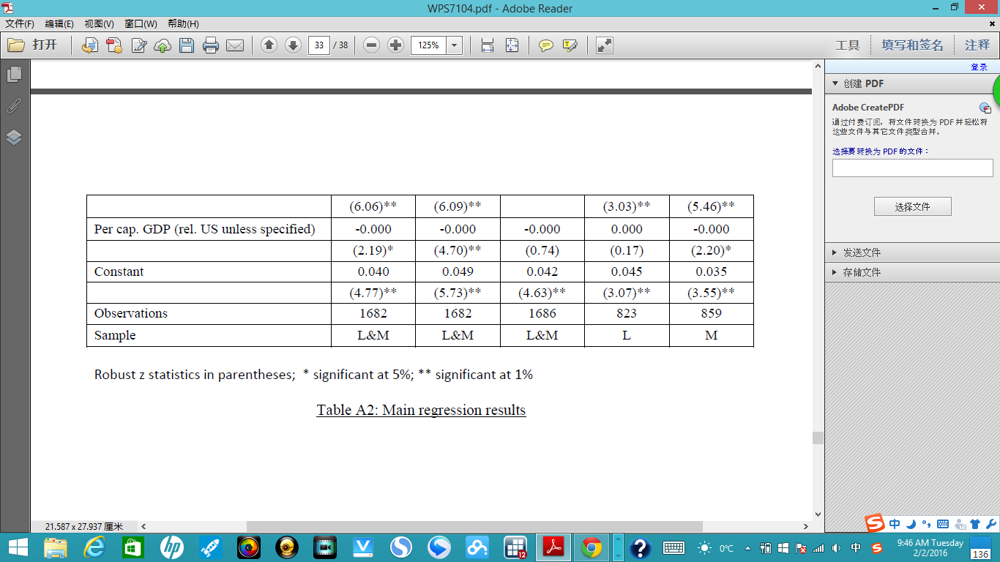 WPS7104.pdf - Adobe Reader
文件(F) 编辑(E) 视图(V) 窗口(W) 帮助(H)
打开 33 / 38 125% 工具 填写和签名 注释
登录
创建 PDF
Adobe CreatePDF
通过付费订阅，将文件转换为 PDF 并轻松将
这些文件与其它文件类型合并。
选择要转换为 PDF 的文件：
选择文件
发送文件
存储文件
(6.06)** (6.09)** (3.03)** (5.46)**
Per cap. GDP (rel. US unless specified) -0.000 -0.000 -0.000 0.000 -0.000
(2.19)* (4.70)** (0.74) (0.17) (2.20)*
Constant 0.040 0.049 0.042 0.045 0.035
(4.77)** (5.73)** (4.63)** (3.07)** (3.55)**
Observations 1682 1682 1686 823 859
Sample L&M L&M L&M L M
Robust z statistics in parentheses; * significant at 5%; ** significant at 1%
Table A2: Main regression results
21.587 x 27.937 厘米
中
0°C 中 9:46 AM Tuesday
2/2/2016
12
136